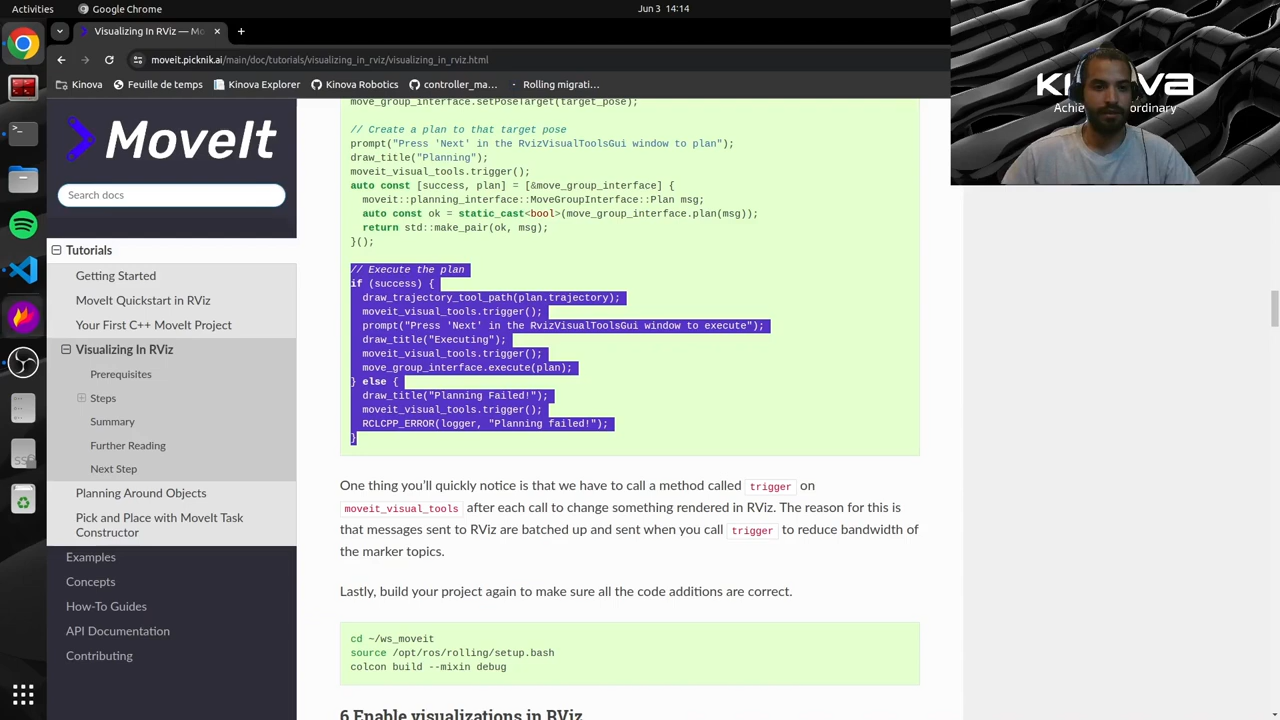 Activities
Google Chrome
Jun 3 14:14
Visualizing In RViz — M
moveit.picknik.ai/main/doc/tutorials/visualizing_in_rviz/visualizing_in_rviz.html
Kinova
Feuille de temps
Kinova Explorer
Kinova Robotics
controller_ma...
Rolling migrati...
MoveIt
Search docs
Tutorials
Getting Started
MoveIt Quickstart in RViz
Your First C++ MoveIt Project
Visualizing In RViz
Prerequisites
Steps
Summary
Further Reading
Next Step
Planning Around Objects
Pick and Place with MoveIt Task
Constructor
Examples
Concepts
How-To Guides
API Documentation
Contributing
move_group_interface.setPoseTarget(target_pose);
// Create a plan to that target pose
prompt("Press 'Next' in the RvizVisualToolsGui window to plan");
draw_title("Planning");
moveit_visual_tools.trigger();
auto const [success, plan] = [&move_group_interface] {
moveit::planning_interface::MoveGroupInterface::Plan msg;
auto const ok = static_cast<bool>(move_group_interface.plan(msg));
return std::make_pair(ok, msg);
}();
// Execute the plan
if (success) {
draw_trajectory_tool_path(plan.trajectory);
moveit_visual_tools.trigger();
prompt("Press 'Next' in the RvizVisualToolsGui window to execute");
draw_title("Executing");
moveit_visual_tools.trigger();
move_group_interface.execute(plan);
} else {
draw_title("Planning Failed!");
moveit_visual_tools.trigger();
RCLCPP_ERROR(logger, "Planning failed!");
}
One thing you’ll quickly notice is that we have to call a method called trigger on
moveit_visual_tools after each call to change something rendered in RViz. The reason for this is
that messages sent to RViz are batched up and sent when you call trigger to reduce bandwidth of
the marker topics.
Lastly, build your project again to make sure all the code additions are correct.
cd ~/ws_moveit
source /opt/ros/rolling/setup.bash
colcon build --mixin debug
6 Enable visualizations in RViz